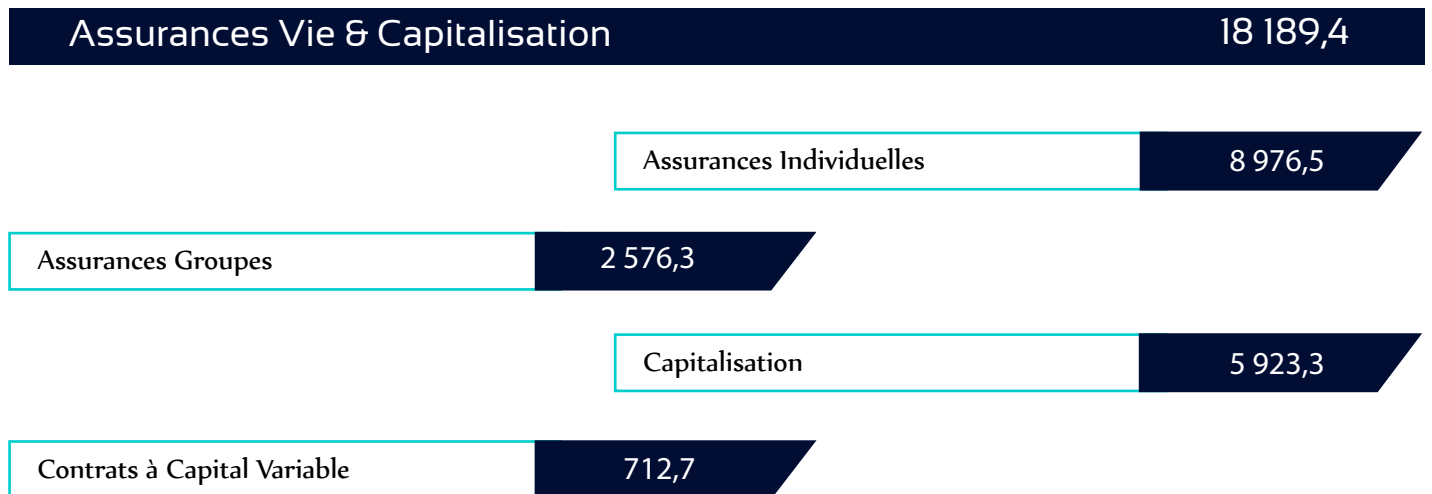 Assurances Vie & Capitalisation 18 189,4
Assurances Individuelles 8 976,5
Assurances Groupes 2 576,3
Capitalisation 5 923,3
Contrats à Capital Variable 712,7